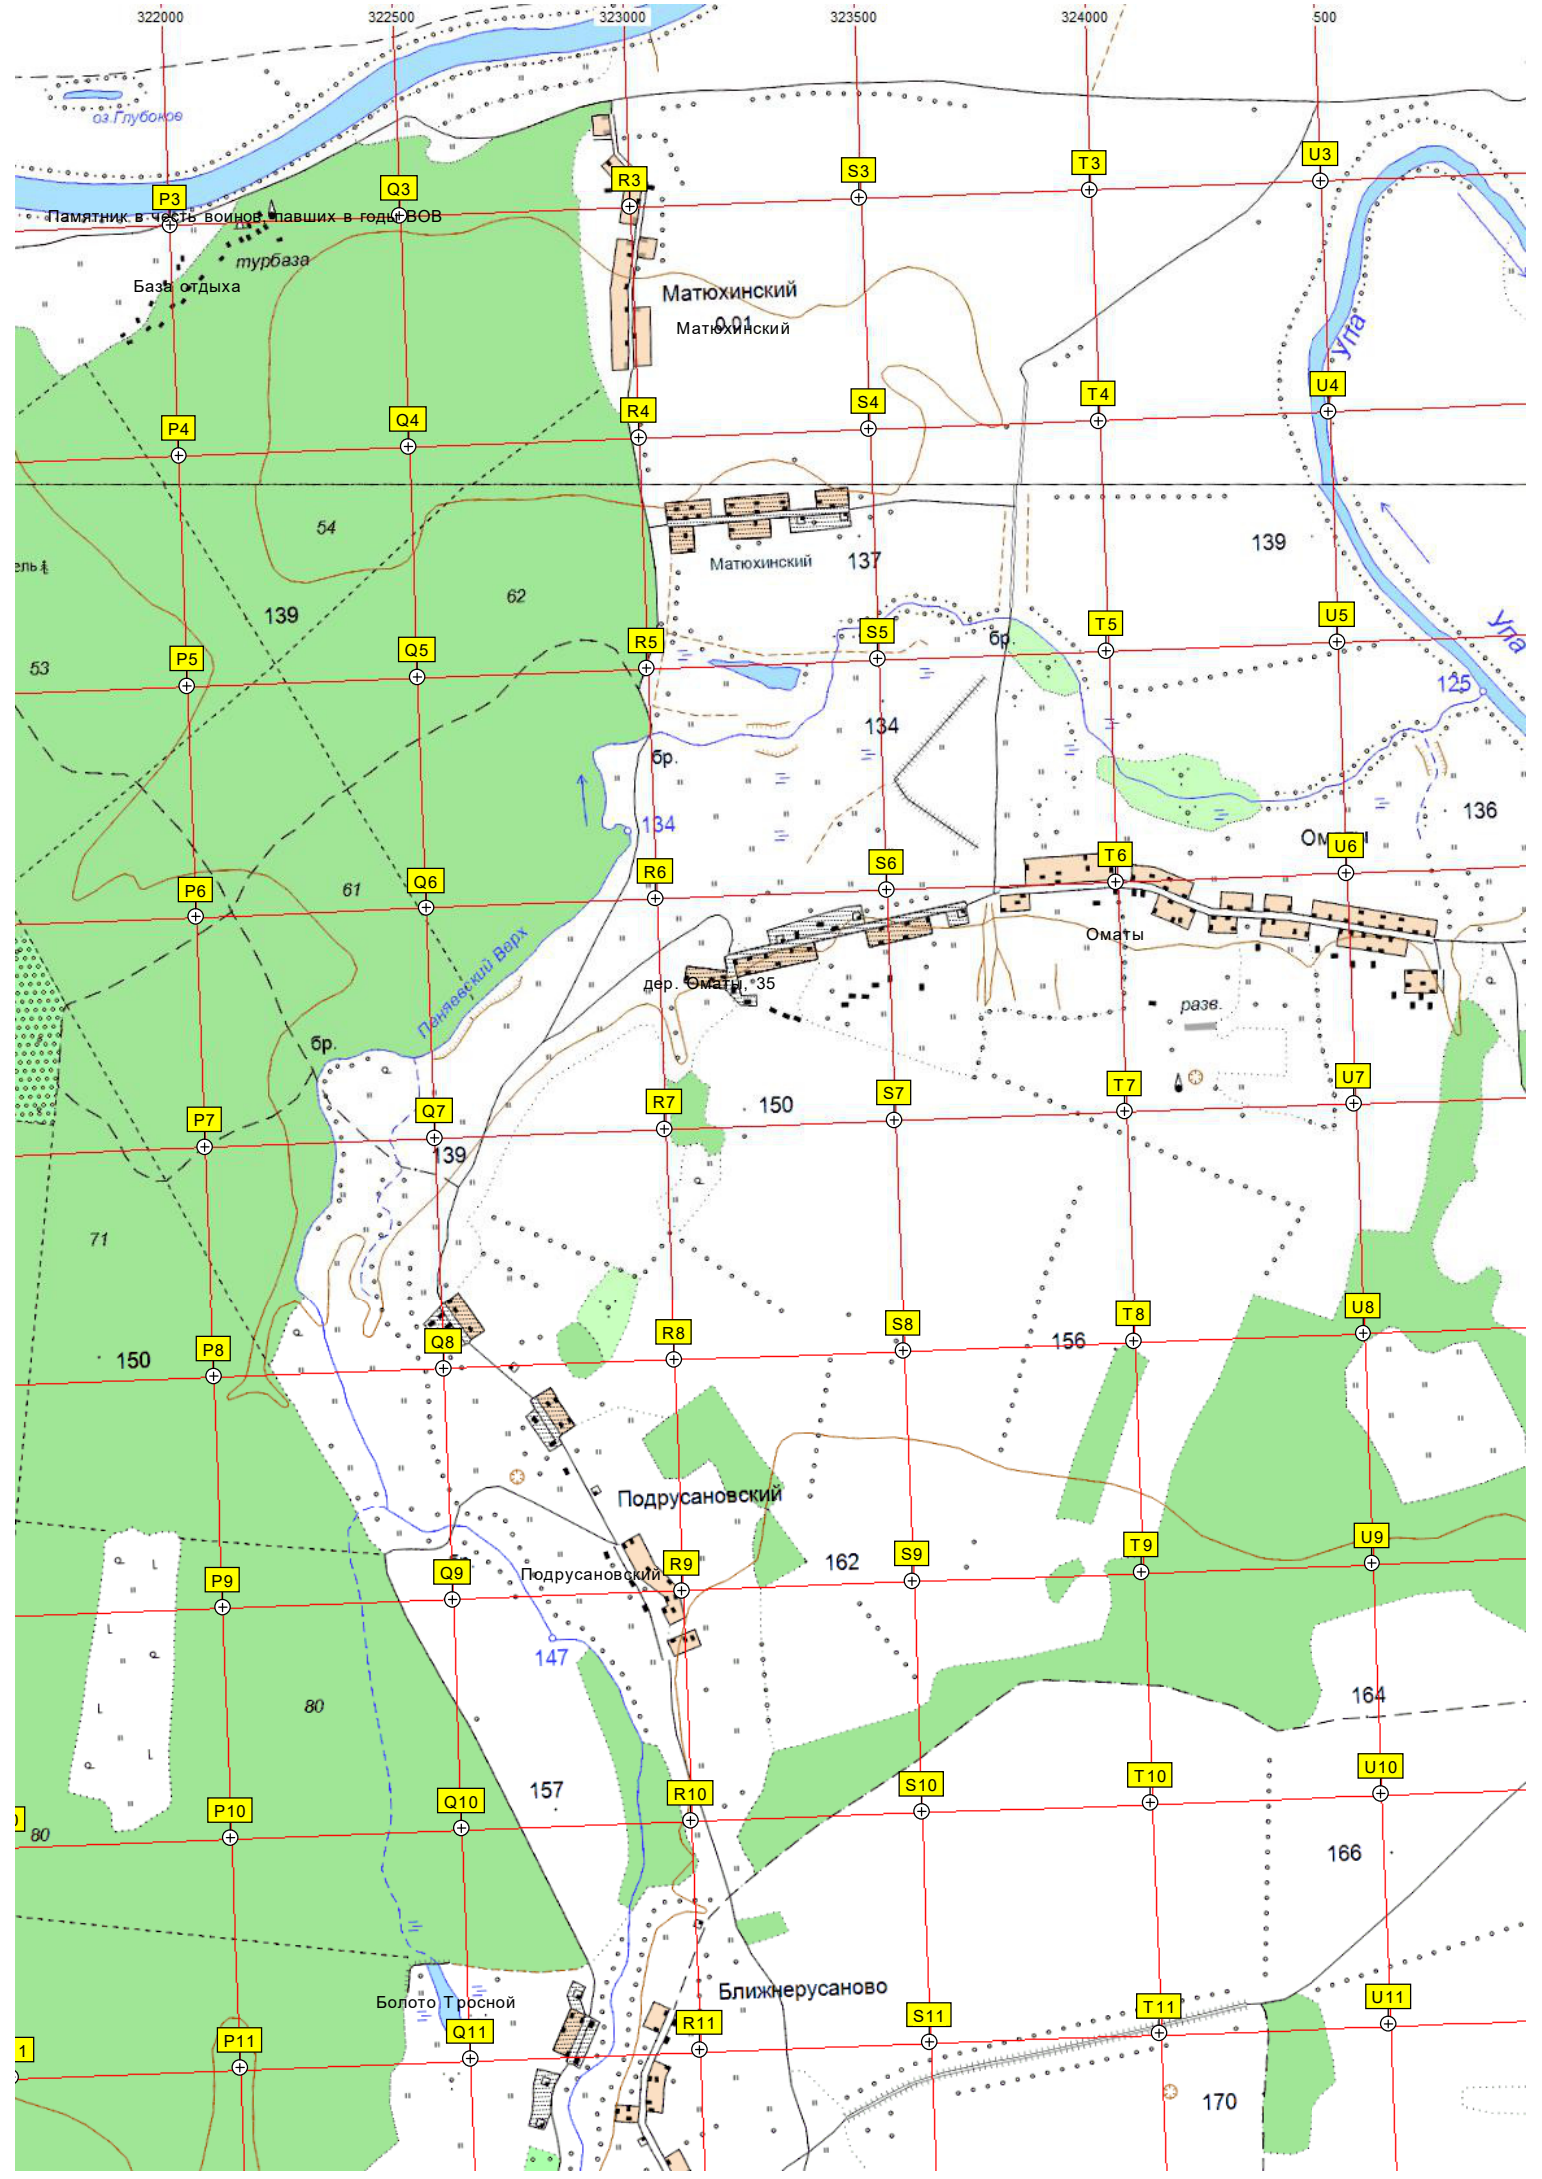 322000 322500 323000 323500 324000 500
оз.Глубокое
P3 Q3 R3 S3 T3 U3
Памятник в честь воинов, павших в годы ВОВ
турбаза
База отдыха
Матюхинский
0.01
Матюхинский
Упа
P4 Q4 R4 S4 T4 U4
54
Матюхинский
137
139
ель
62
139
53
P5 Q5 R5 S5 T5 U5
бр.
Упа
125
134
бр.
134
136
Оматы
P6 Q6 R6 S6 T6 U6
61
Оматы
Паняевский Верх
дер. Оматы, 35
разв.
бр.
P7 Q7 R7 S7 T7 U7
150
139
71
P8 Q8 R8 S8 T8 U8
150
156
Подрусановский
162
P9 Q9 R9 S9 T9 U9
Подрусановский
147
80
164
157
P10 Q10 R10 S10 T10 U10
80
166
Ближнерусаново
Болото Тросной
1 P11 Q11 R11 S11 T11 U11
170